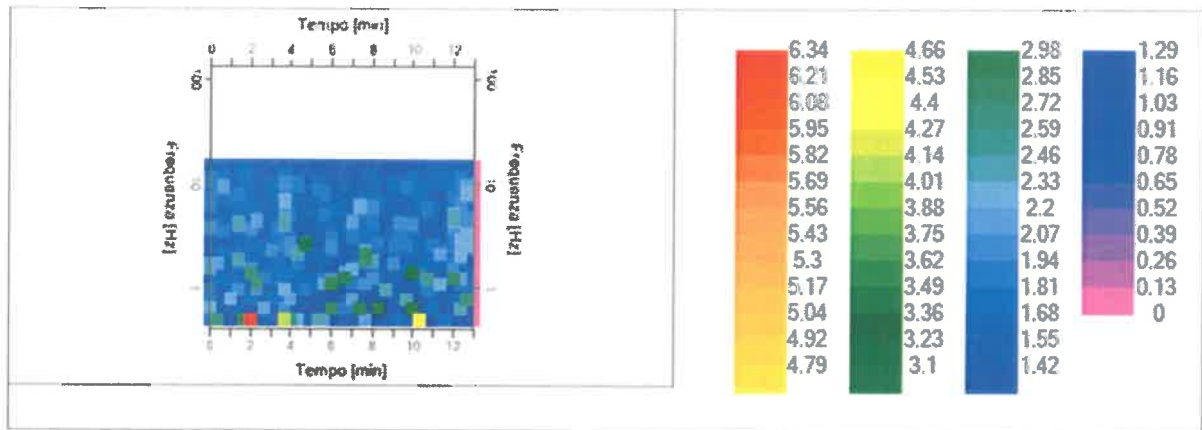 Tempo [min]
0 2 4 6 8 10 12
100 100
10 10
Frequenza [Hz] Frequenza [Hz]
1 1
0 2 4 6 8 10 12
Tempo [min]
6.34 4.66 2.98 1.29
6.21 4.53 2.85 1.16
6.08 4.4 2.72 1.03
5.95 4.27 2.59 0.91
5.82 4.14 2.46 0.78
5.69 4.01 2.33 0.65
5.56 3.88 2.2 0.52
5.43 3.75 2.07 0.39
5.3 3.62 1.94 0.26
5.17 3.49 1.81 0.13
5.04 3.36 1.68 0
4.92 3.23 1.55
4.79 3.1 1.42